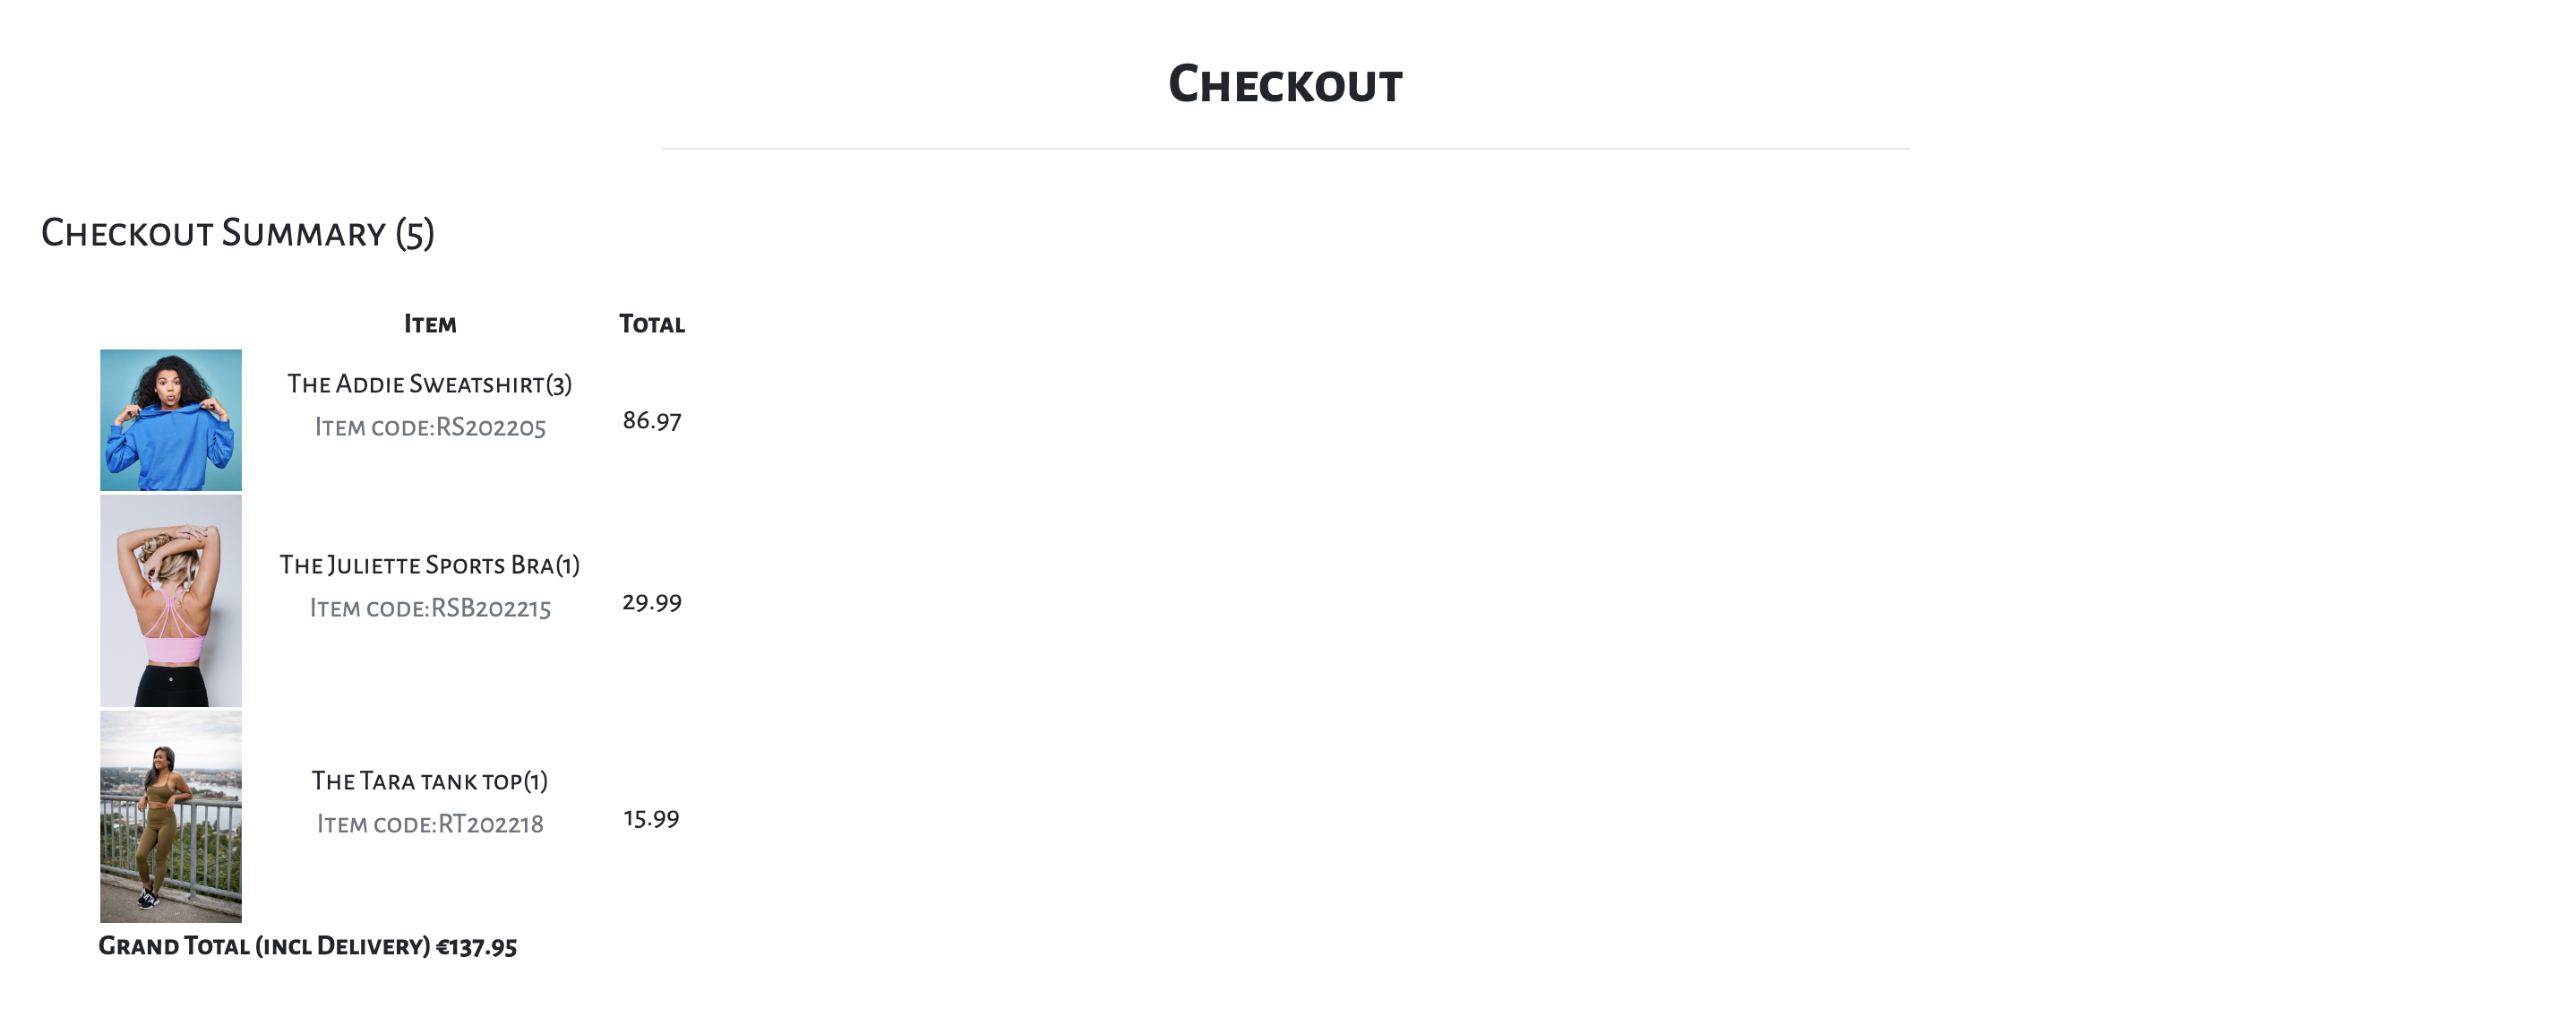 Checkout
Checkout Summary (5)
Item Total
The Addie Sweatshirt(3)
Item code:RS202205
86.97
The Juliette Sports Bra(1)
Item code:RSB202215
29.99
The Tara tank top(1)
Item code:RT202218
15.99
Grand Total (incl Delivery) €137.95